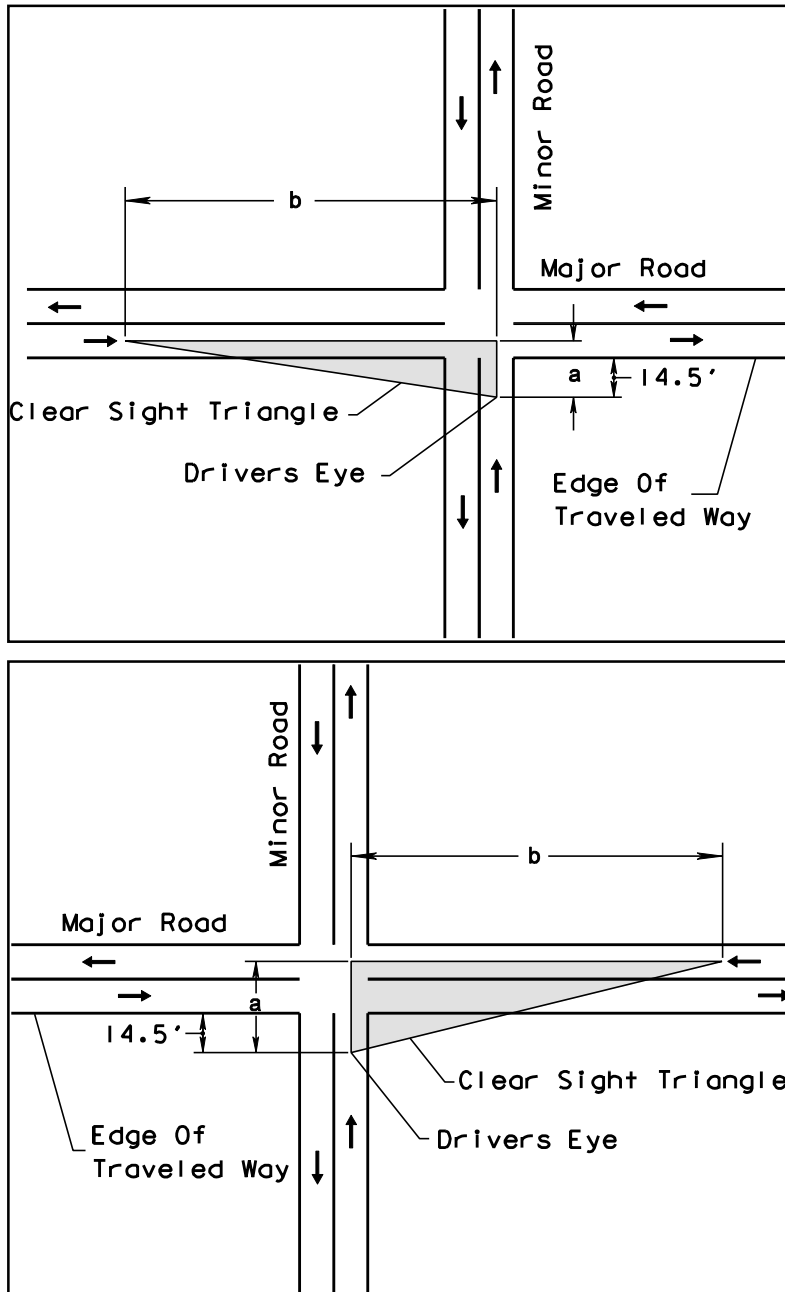 Minor Road
b
Major Road
a
14.5'
Clear Sight Triangle
Drivers Eye
Edge Of
Traveled Way
Minor Road
b
Major Road
a
14.5'
Clear Sight Triangle
Edge Of
Traveled Way
Drivers Eye